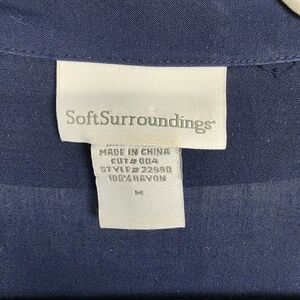 SoftSurroundings
MADE IN CHINA
CUT# 004
STYLE# 22990
100% RAYON